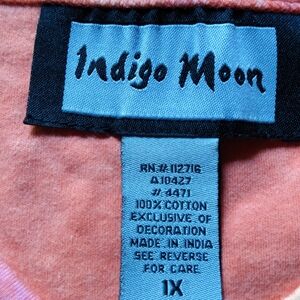 Indigo Moon
RN# 112716
A10427
# 4471
100% COTTON
EXCLUSIVE OF
DECORATION
MADE IN INDIA
SEE REVERSE
FOR CARE
1X